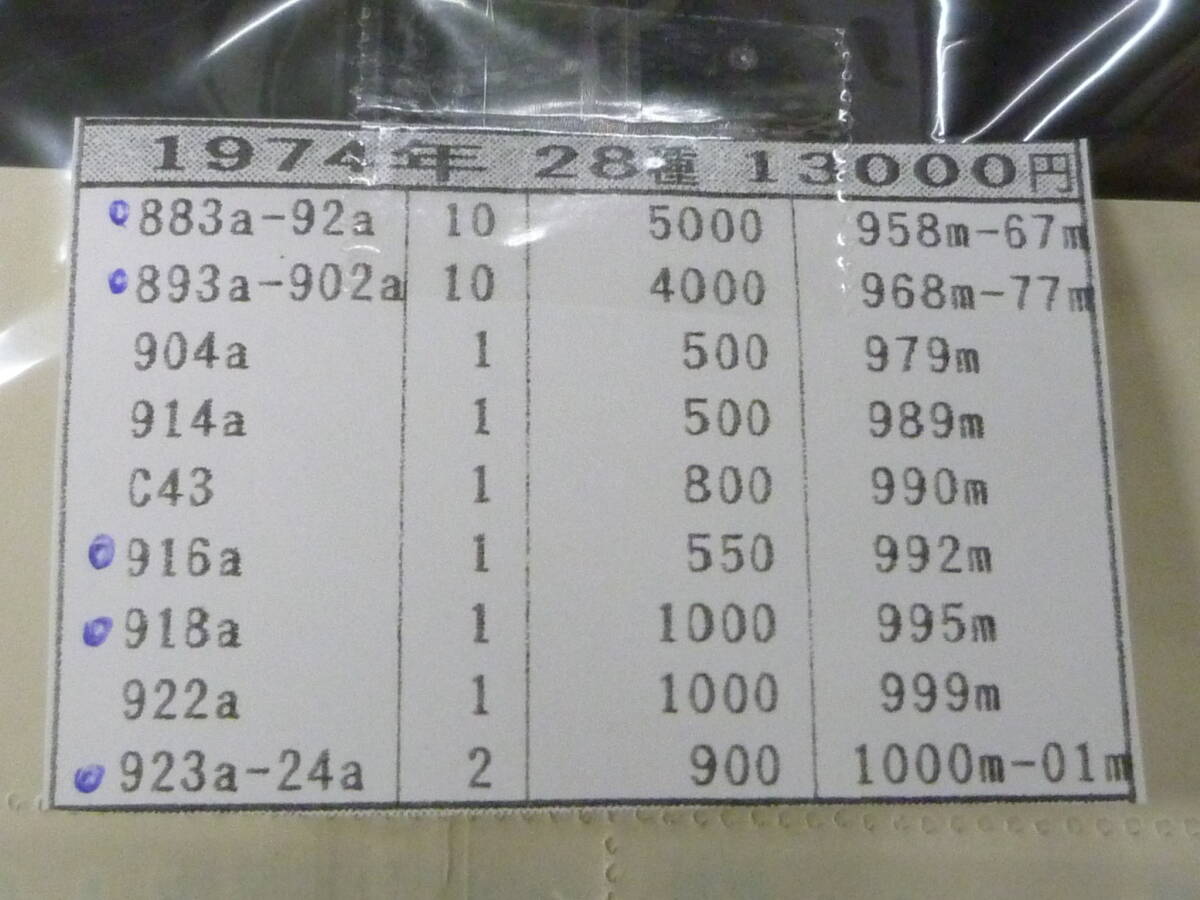 1974年 28種 13000円
883a-92a 10 5000 958m-67m
893a-902a 10 4000 968m-77m
904a 1 500 979m
914a 1 500 989m
C43 1 800 990m
916a 1 550 992m
918a 1 1000 995m
922a 1 1000 999m
923a-24a 2 900 1000m-01m